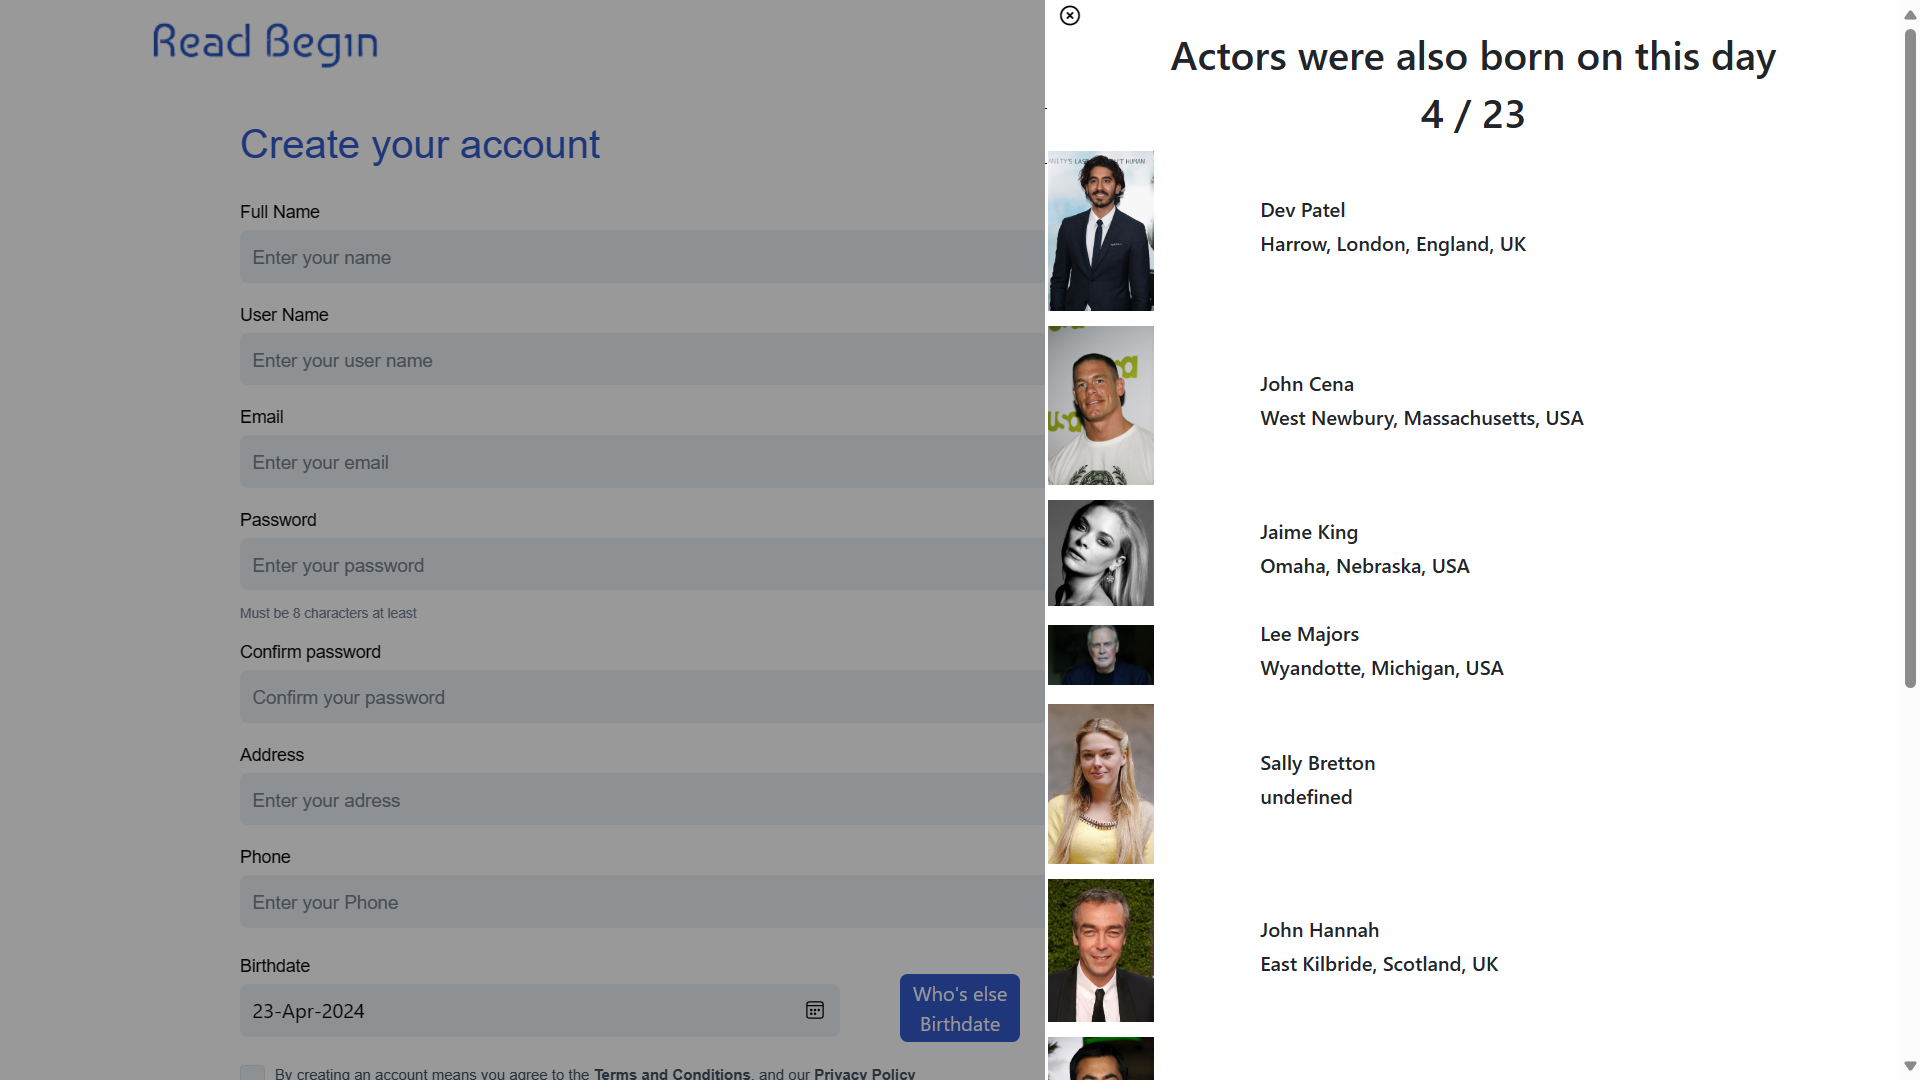 Read Begin
Create your account
Full Name
Enter your name
User Name
Enter your user name
Email
Enter your email
Password
Enter your password
Must be 8 characters at least
Confirm password
Confirm your password
Address
Enter your adress
Phone
Enter your Phone
Birthdate
23-Apr-2024
Who's else
Birthdate
By creating an account means you agree to the Terms and Conditions, and our Privacy Policy
Actors were also born on this day
4 / 23
Dev Patel
Harrow, London, England, UK
John Cena
West Newbury, Massachusetts, USA
Jaime King
Omaha, Nebraska, USA
Lee Majors
Wyandotte, Michigan, USA
Sally Bretton
undefined
John Hannah
East Kilbride, Scotland, UK